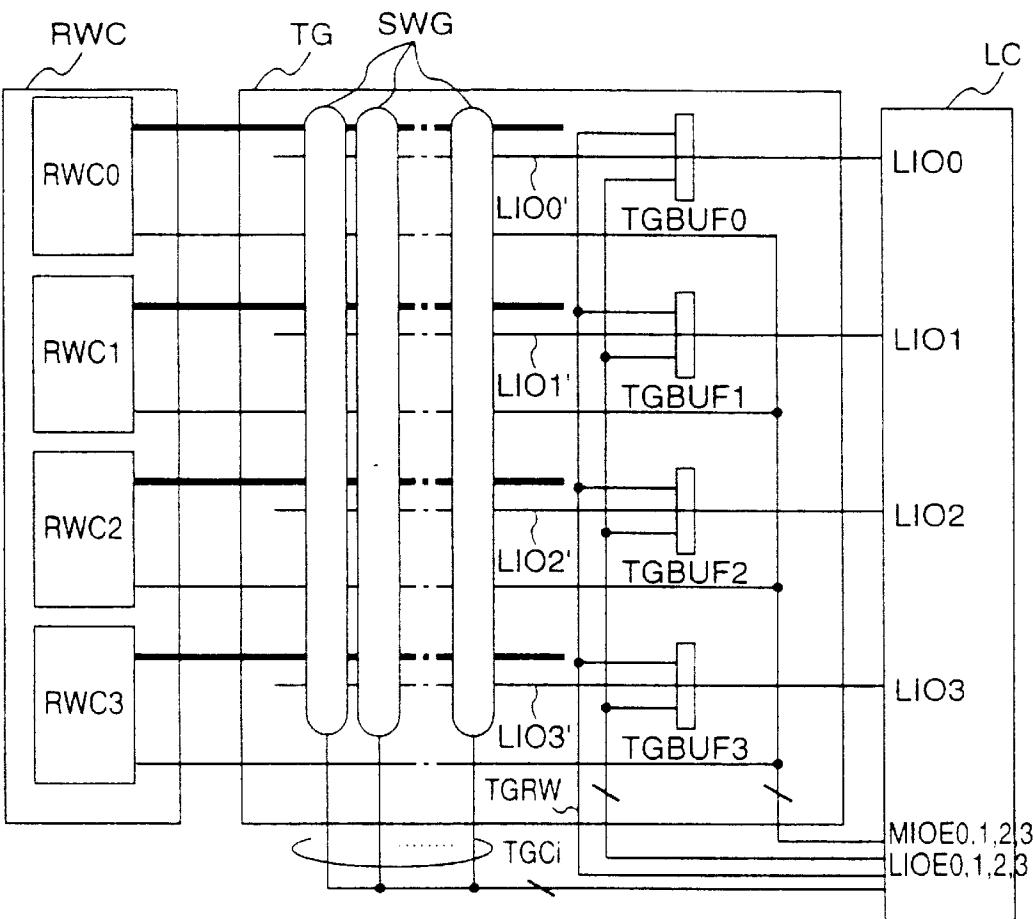 RWC
TG
SWG
LC
RWC0
LIO0'
TGBUF0
LIO0
RWC1
LIO1'
TGBUF1
LIO1
RWC2
LIO2'
TGBUF2
LIO2
RWC3
LIO3'
TGBUF3
LIO3
TGRW
TGCi
MIOE0,1,2,3
LIOE0,1,2,3